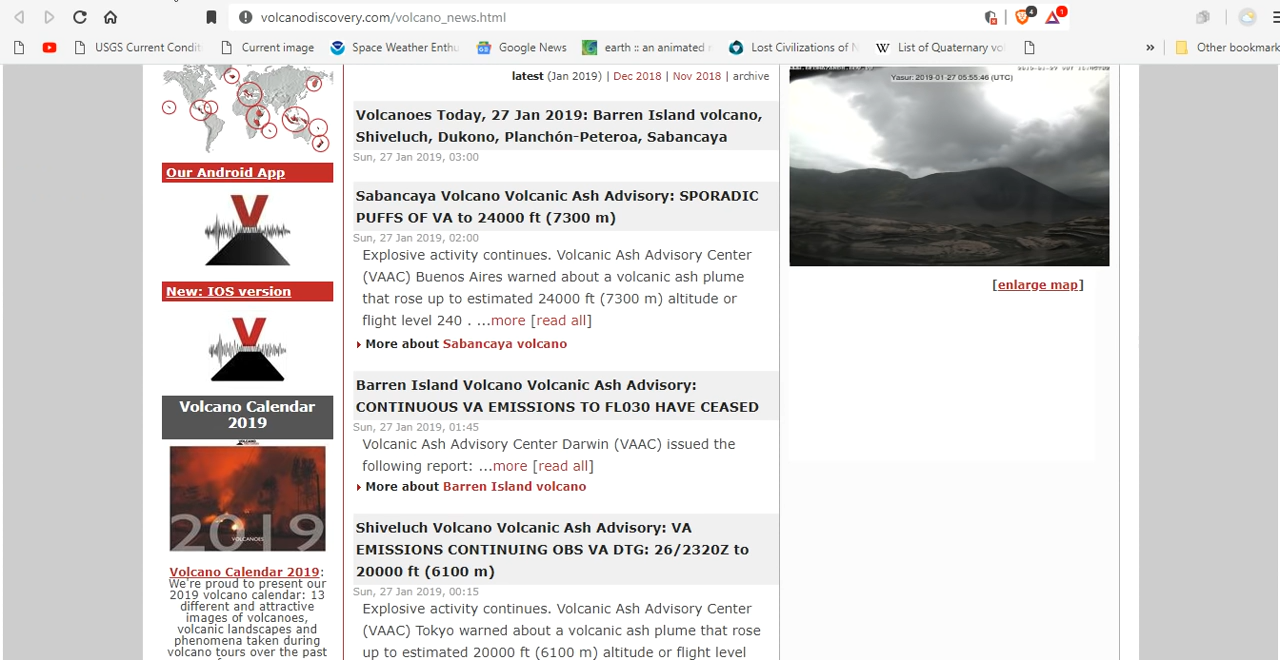 volcanodiscovery.com/volcano_news.html
4
1
USGS Current Condit
Current image
Space Weather Enthu
Google News
earth :: an animated
Lost Civilizations of N
W
List of Quaternary vo
»
Other bookmark
Our Android App
New: IOS version
Volcano Calendar
2019
2019
VOLCANOES
Volcano Calendar 2019:
We're proud to present our
2019 volcano calendar: 13
different and attractive
images of volcanoes,
volcanic landscapes and
phenomena taken during
volcano tours over the past
latest (Jan 2019) | Dec 2018 | Nov 2018 | archive
Volcanoes Today, 27 Jan 2019: Barren Island volcano,
Shiveluch, Dukono, Planchón-Peteroa, Sabancaya
Sun, 27 Jan 2019, 03:00
Sabancaya Volcano Volcanic Ash Advisory: SPORADIC
PUFFS OF VA to 24000 ft (7300 m)
Sun, 27 Jan 2019, 02:00
Explosive activity continues. Volcanic Ash Advisory Center
(VAAC) Buenos Aires warned about a volcanic ash plume
that rose up to estimated 24000 ft (7300 m) altitude or
flight level 240 . ...more [read all]
More about Sabancaya volcano
Barren Island Volcano Volcanic Ash Advisory:
CONTINUOUS VA EMISSIONS TO FL030 HAVE CEASED
Sun, 27 Jan 2019, 01:45
Volcanic Ash Advisory Center Darwin (VAAC) issued the
following report: ...more [read all]
More about Barren Island volcano
Shiveluch Volcano Volcanic Ash Advisory: VA
EMISSIONS CONTINUING OBS VA DTG: 26/2320Z to
20000 ft (6100 m)
Sun, 27 Jan 2019, 00:15
Explosive activity continues. Volcanic Ash Advisory Center
(VAAC) Tokyo warned about a volcanic ash plume that rose
up to estimated 20000 ft (6100 m) altitude or flight level
Yasur: 2019-01-27 05:55:46 (UTC)
[enlarge map]